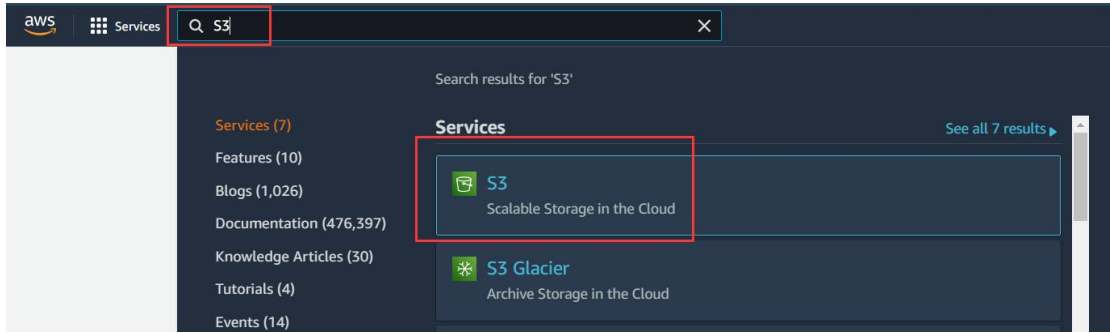 aws Services S3
Search results for 'S3'
Services (7)
Features (10)
Blogs (1,026)
Documentation (476,397)
Knowledge Articles (30)
Tutorials (4)
Events (14)
Services See all 7 results
S3
Scalable Storage in the Cloud
S3 Glacier
Archive Storage in the Cloud